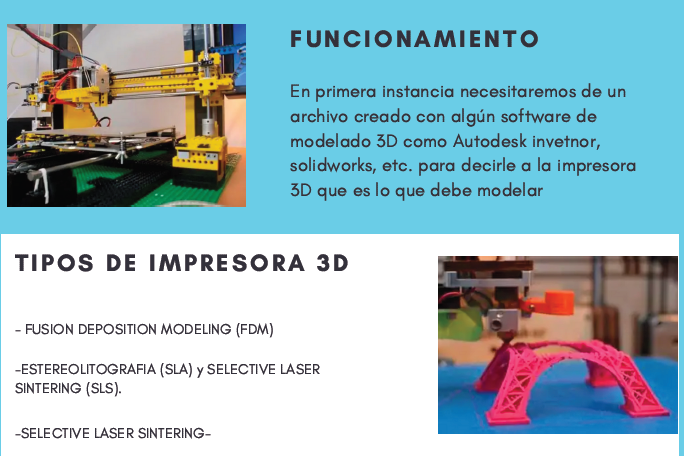 FUNCIONAMIENTO
En primera instancia necesitaremos de un
archivo creado con algún software de
modelado 3D como Autodesk invetnor,
solidworks, etc. para decirle a la impresora
3D que es lo que debe modelar
TIPOS DE IMPRESORA 3D
- FUSION DEPOSITION MODELING (FDM)
-ESTEREOLITOGRAFIA (SLA) y SELECTIVE LASER
SINTERING (SLS).
-SELECTIVE LASER SINTERING-